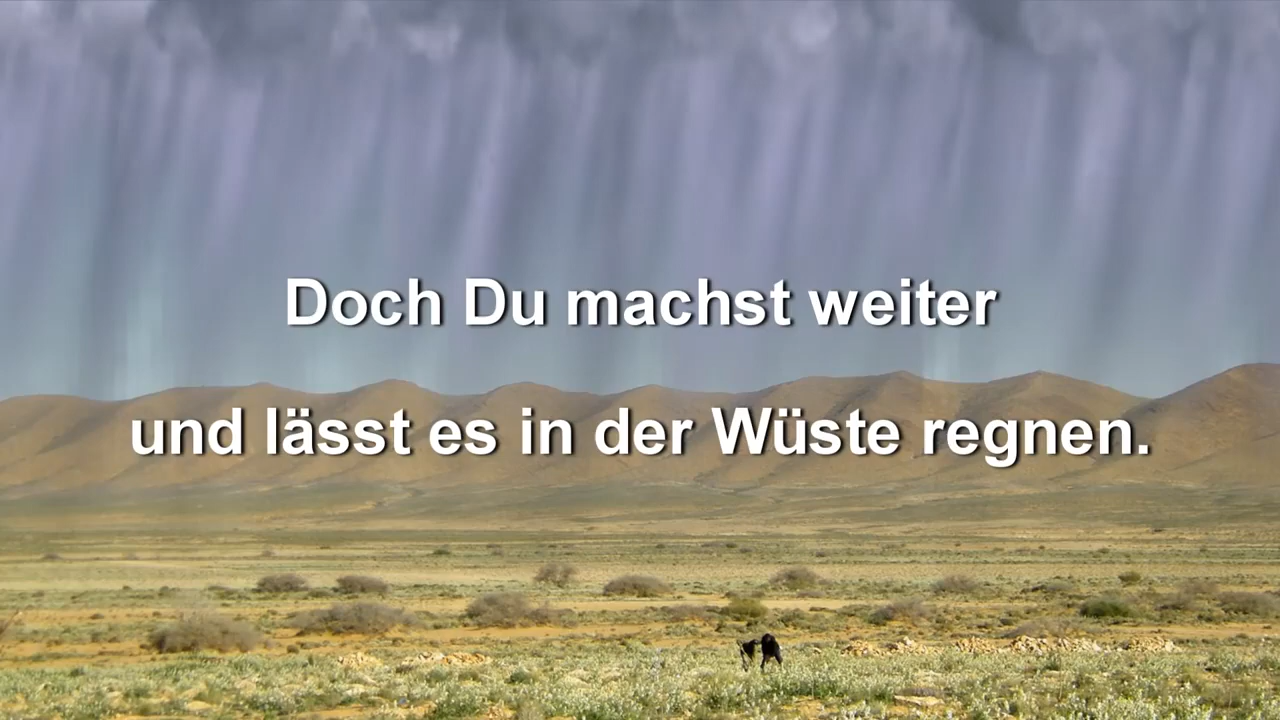 Doch Du machst weiter
und lässt es in der Wüste regnen.